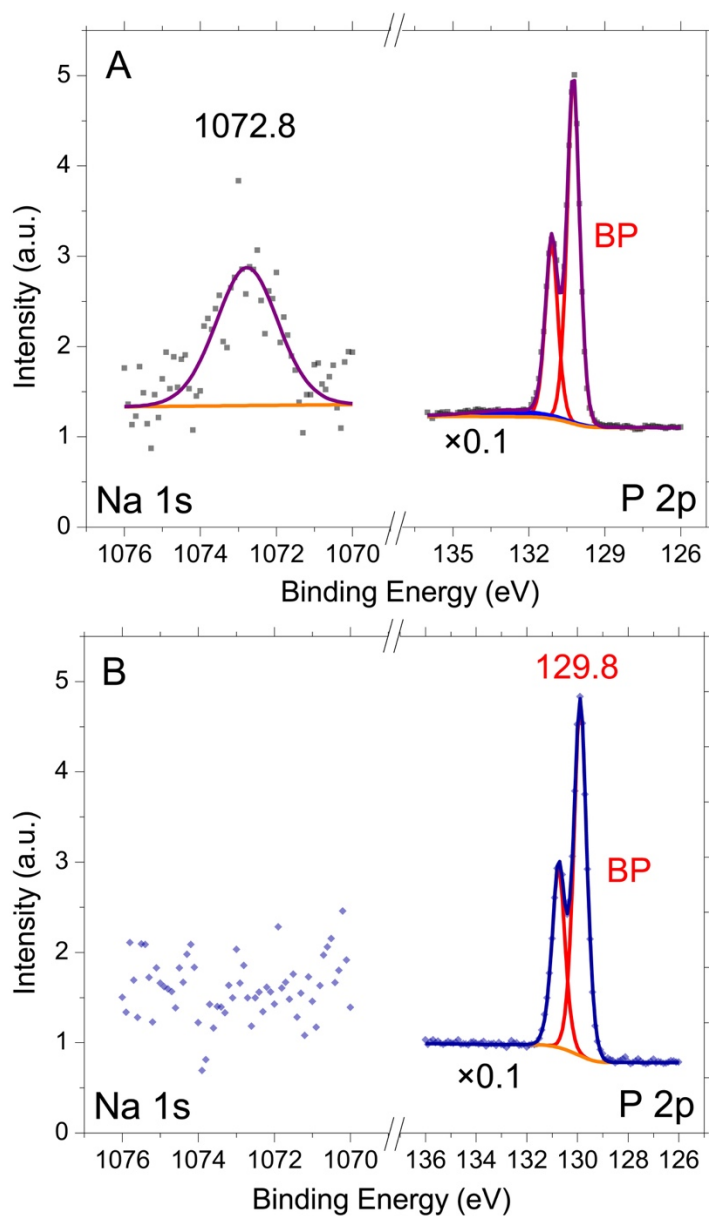 A
1072.8
BP
×0.1
Na 1s
P 2p
Intensity (a.u.)
5
4
3
2
1
0
1076 1074 1072 1070 135 132 129 126
Binding Energy (eV)
B
129.8
BP
×0.1
Na 1s
P 2p
Intensity (a.u.)
5
4
3
2
1
0
1076 1074 1072 1070 136 134 132 130 128 126
Binding Energy (eV)